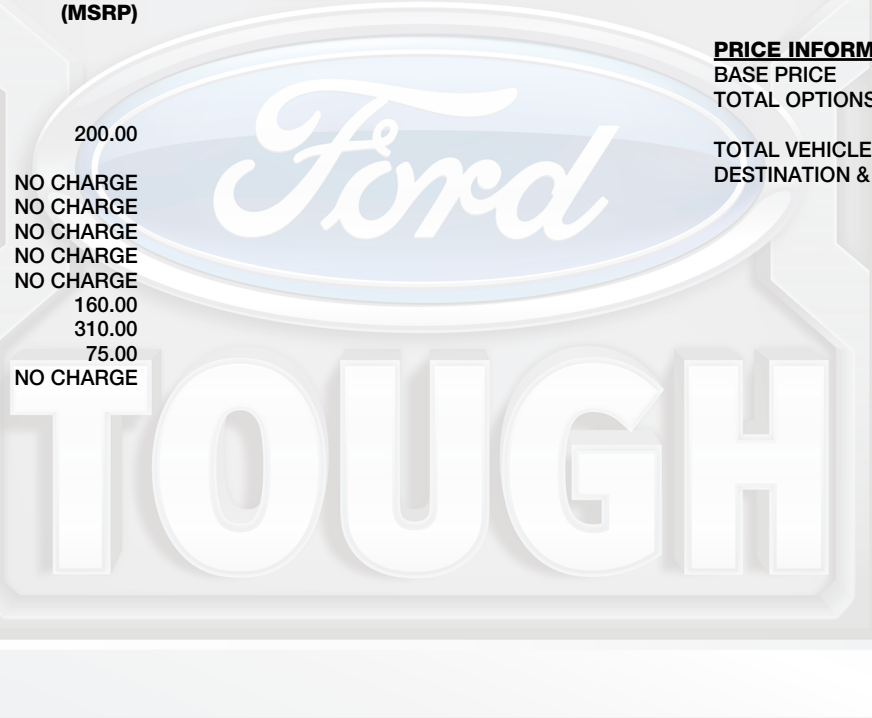 (MSRP)
200.00
NO CHARGE
NO CHARGE
NO CHARGE
NO CHARGE
NO CHARGE
160.00
310.00
75.00
NO CHARGE
PRICE INFORM
BASE PRICE
TOTAL OPTIONS
TOTAL VEHICLE
DESTINATION &
Ford
TOUGH